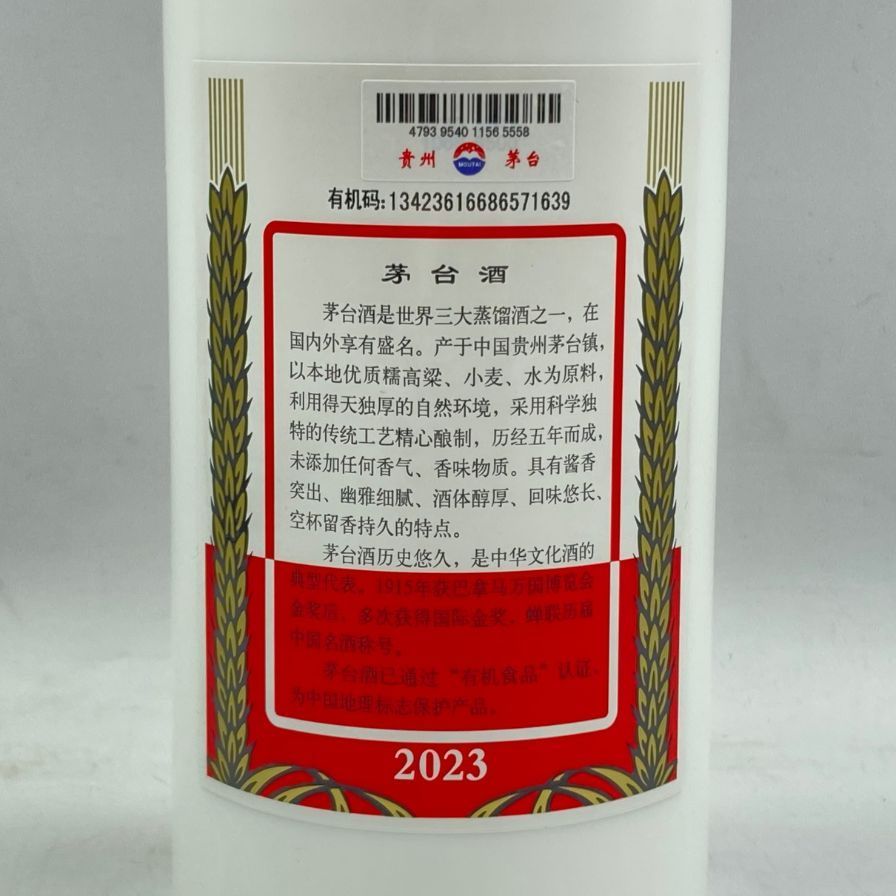 4793 9540 1156 5558
贵州 MOUTAI 茅台
有机码:13423616686571639
茅台酒
茅台酒是世界三大蒸馏酒之一，在
国内外享有盛名。产于中国贵州茅台镇，
以本地优质糯高粱、小麦、水为原料，
利用得天独厚的自然环境，采用科学独
特的传统工艺精心酿制，历经五年而成，
未添加任何香气、香味物质。具有酱香
突出、幽雅细腻、酒体醇厚、回味悠长、
空杯留香持久的特点。
茅台酒历史悠久，是中华文化酒的
典型代表。1915年获巴拿马万国博览会
金奖后，多次获得国际金奖，蝉联历届
中国名酒称号。
茅台酒已通过“有机食品”认证、
为中国地理标志保护产品。
2023